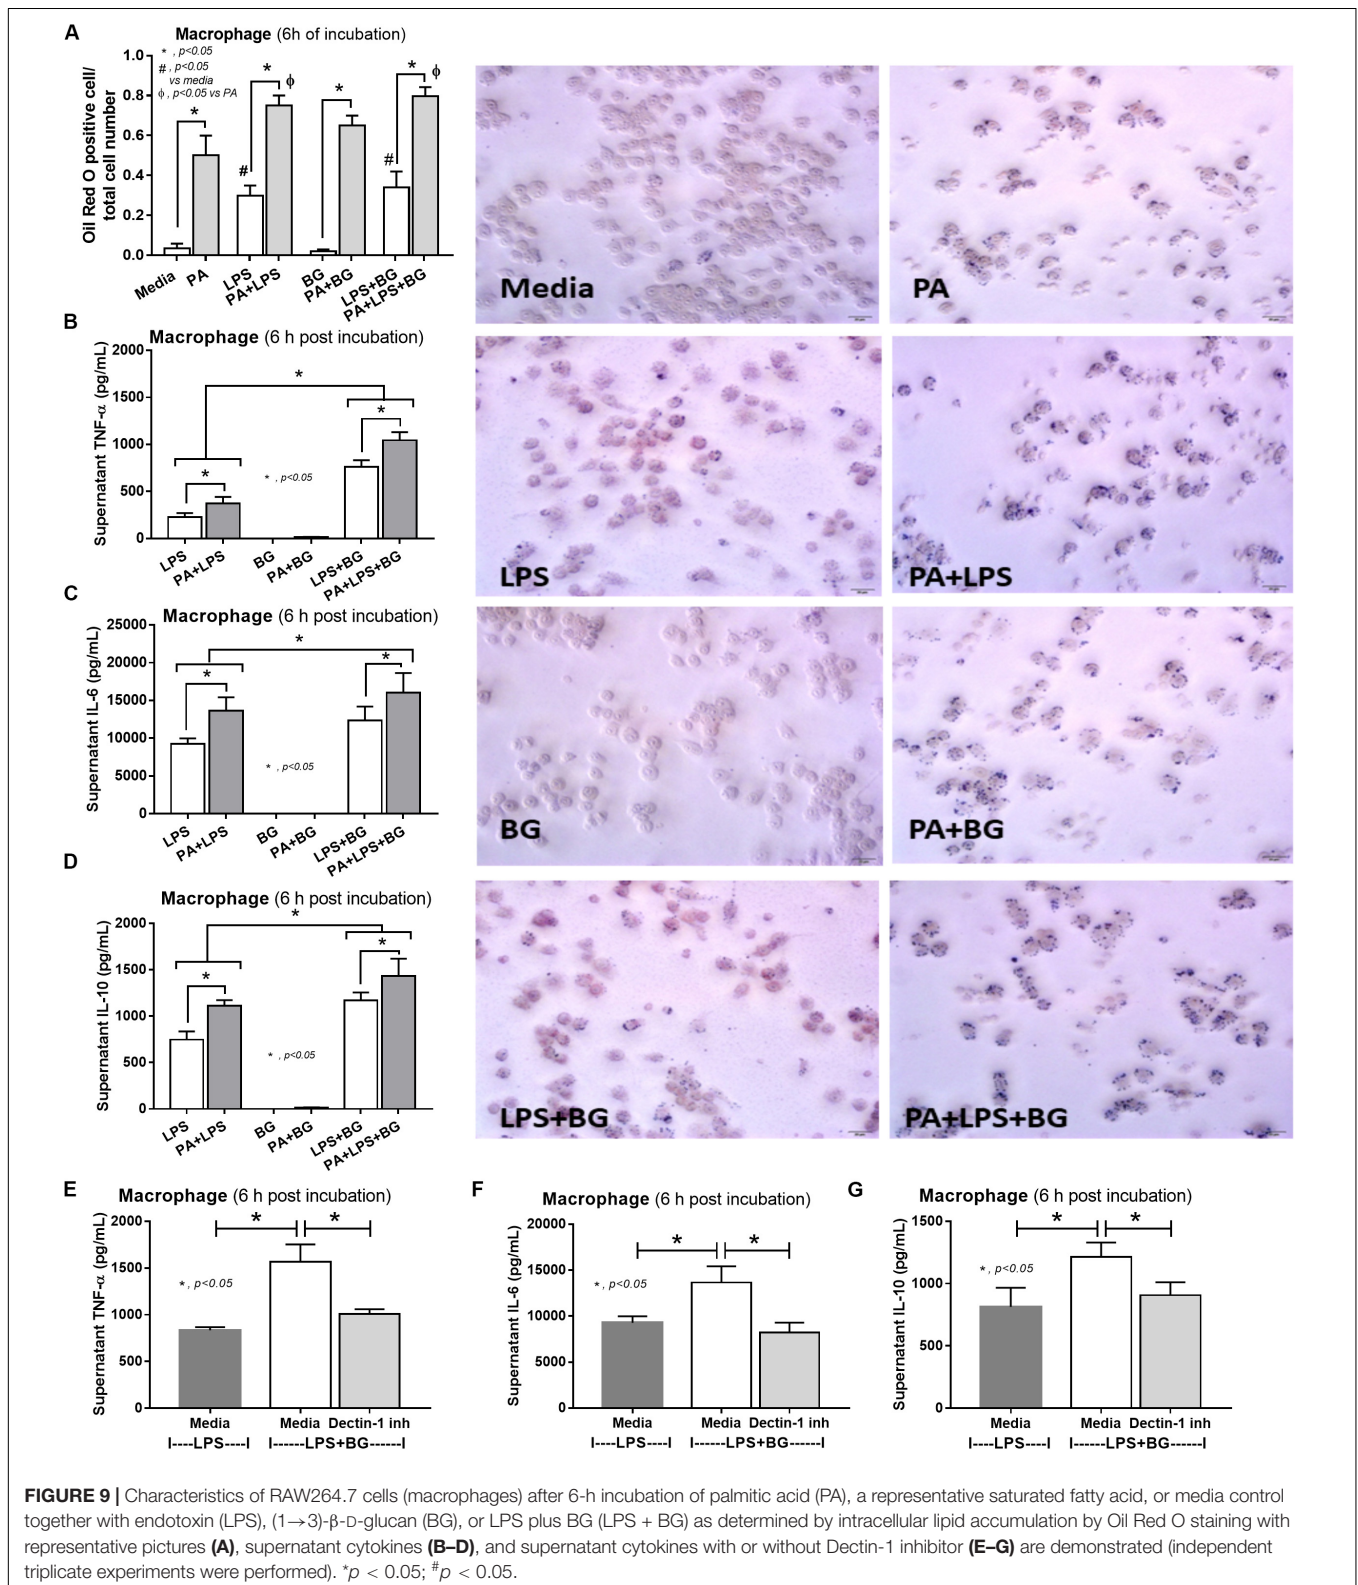 A
Macrophage (6h of incubation)
* , p<0.05
# , p<0.05
vs media
ϕ , p<0.05 vs PA
Oil Red O positive cell/
total cell number
1.0
0.8
0.6
0.4
0.2
0.0
* # * ϕ * # * ϕ
Media PA LPS PA+LPS BG PA+BG LPS+BG PA+LPS+BG
Media
PA
B
Macrophage (6 h post incubation)
Supernatant TNF-α (pg/mL)
2000
1500
1000
500
0
* * *
* , p<0.05
LPS PA+LPS BG PA+BG LPS+BG PA+LPS+BG
LPS
PA+LPS
C
Macrophage (6 h post incubation)
Supernatant IL-6 (pg/mL)
25000
20000
15000
10000
5000
0
* * *
* , p<0.05
LPS PA+LPS BG PA+BG LPS+BG PA+LPS+BG
BG
PA+BG
D
Macrophage (6 h post incubation)
Supernatant IL-10 (pg/mL)
2000
1500
1000
500
0
* * *
* , p<0.05
LPS PA+LPS BG PA+BG LPS+BG PA+LPS+BG
LPS+BG
PA+LPS+BG
E
Macrophage (6 h post incubation)
Supernatant TNF-α (pg/mL)
2000
1500
1000
500
0
* *
* , p<0.05
Media Media Dectin-1 inh
I----LPS----I I------LPS+BG------I
F
Macrophage (6 h post incubation)
Supernatant IL-6 (pg/mL)
20000
15000
10000
5000
0
* *
* , p<0.05
Media Media Dectin-1 inh
I----LPS----I I------LPS+BG------I
G
Macrophage (6 h post incubation)
Supernatant IL-10 (pg/mL)
1500
1000
500
0
* *
* , p<0.05
Media Media Dectin-1 inh
I----LPS----I I------LPS+BG------I
FIGURE 9 | Characteristics of RAW264.7 cells (macrophages) after 6-h incubation of palmitic acid (PA), a representative saturated fatty acid, or media control
together with endotoxin (LPS), (1→3)-β-D-glucan (BG), or LPS plus BG (LPS + BG) as determined by intracellular lipid accumulation by Oil Red O staining with
representative pictures (A), supernatant cytokines (B–D), and supernatant cytokines with or without Dectin-1 inhibitor (E–G) are demonstrated (independent
triplicate experiments were performed). *p < 0.05; #p < 0.05.